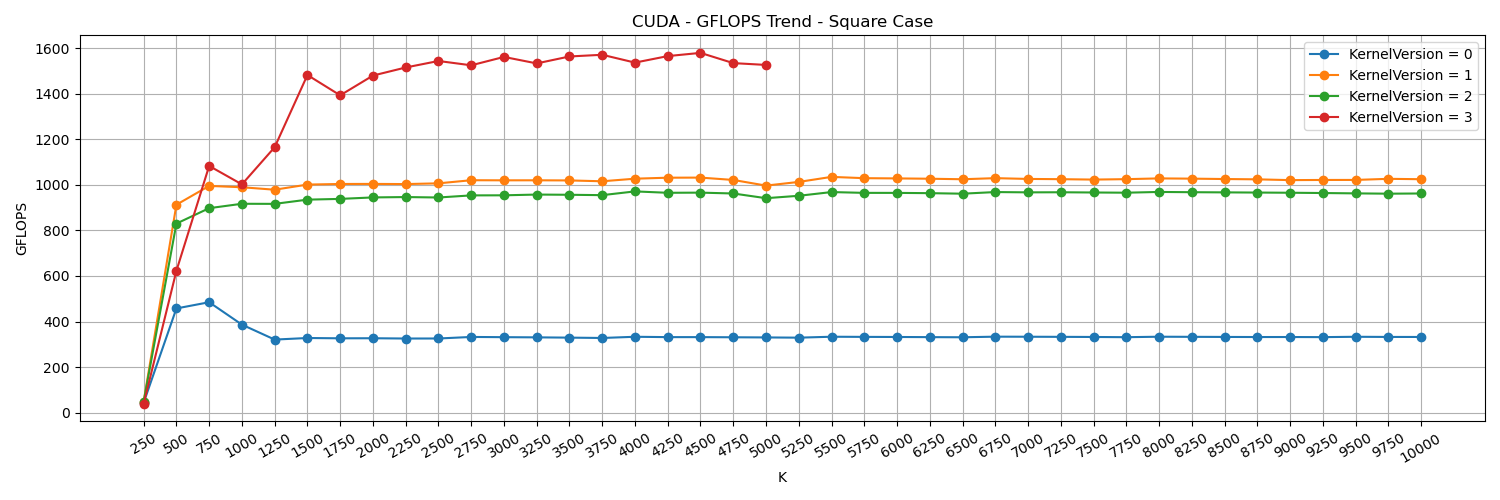 CUDA - GFLOPS Trend - Square Case
GFLOPS
1600
1400
1200
1000
800
600
400
200
0
KernelVersion = 0
KernelVersion = 1
KernelVersion = 2
KernelVersion = 3
250 500 750 1000 1250 1500 1750 2000 2250 2500 2750 3000 3250 3500 3750 4000 4250 4500 4750 5000 5250 5500 5750 6000 6250 6500 6750 7000 7250 7500 7750 8000 8250 8500 8750 9000 9250 9500 9750 10000
K